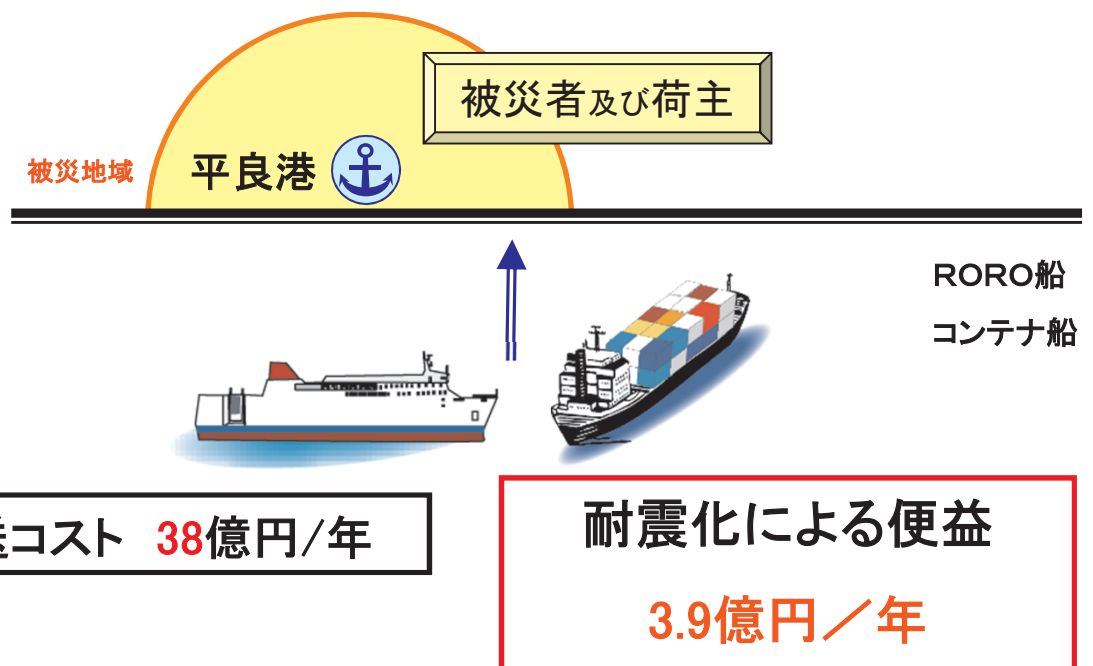 被災者及び荷主
被災地域
平良港
RORO船
コンテナ船
コスト 38億円/年
耐震化による便益
3.9億円／年